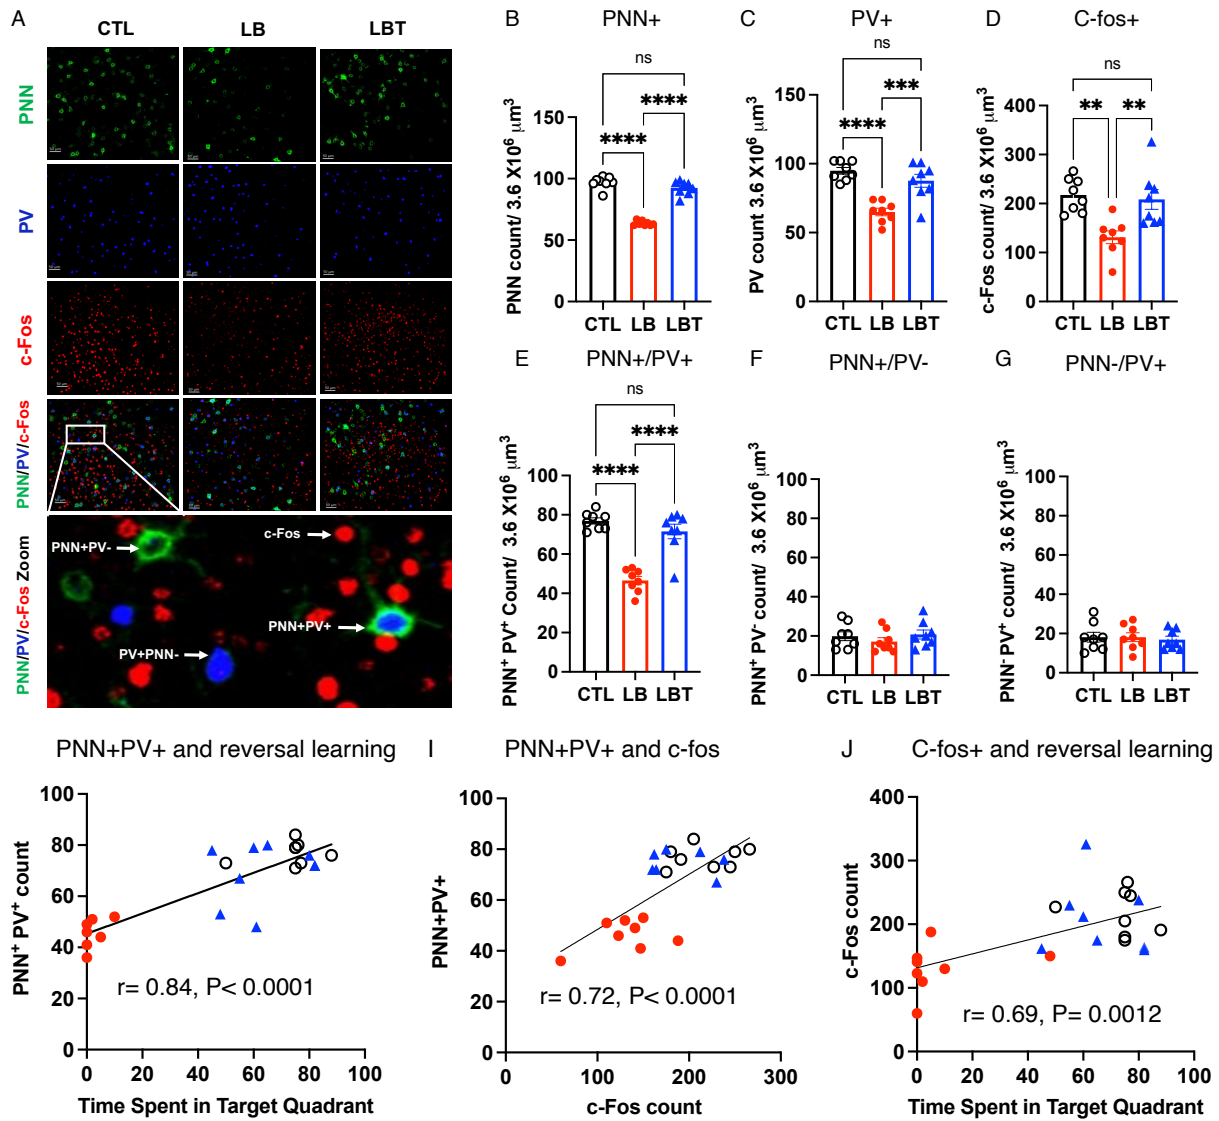 A
CTL LB LBT
PNN
PV
c-Fos
PNN/PV/c-Fos
PNN/PV/c-Fos Zoom
PNN+PV-
c-Fos
PNN+PV+
PV+PNN-
B PNN+
ns
****
****
PNN count/ 3.6 X10⁶ μm³
150
100
50
0
CTL LB LBT
C PV+
ns
***
****
PV count 3.6 X10⁶ μm³
150
100
50
0
CTL LB LBT
D C-fos+
ns
** **
c-Fos count/ 3.6 X10⁶ μm³
400
300
200
100
0
CTL LB LBT
E PNN+/PV+
ns
****
****
PNN⁺ PV⁺ Count/ 3.6 X10⁶ μm³
100
80
60
40
20
0
CTL LB LBT
F PNN+/PV-
PNN⁺ PV⁻ count/ 3.6 X10⁶ μm³
100
80
60
40
20
0
CTL LB LBT
G PNN-/PV+
PNN⁻ PV⁺ count/ 3.6 X10⁶ μm³
100
80
60
40
20
0
CTL LB LBT
PNN+PV+ and reversal learning
PNN⁺ PV⁺ count
100
80
60
40
20
0
r= 0.84, P< 0.0001
0 20 40 60 80 100
Time Spent in Target Quadrant
I PNN+PV+ and c-fos
PNN+PV+
100
80
60
40
20
0
r= 0.72, P< 0.0001
0 100 200 300
c-Fos count
J C-fos+ and reversal learning
c-Fos count
400
300
200
100
0
r= 0.69, P= 0.0012
0 20 40 60 80 100
Time Spent in Target Quadrant